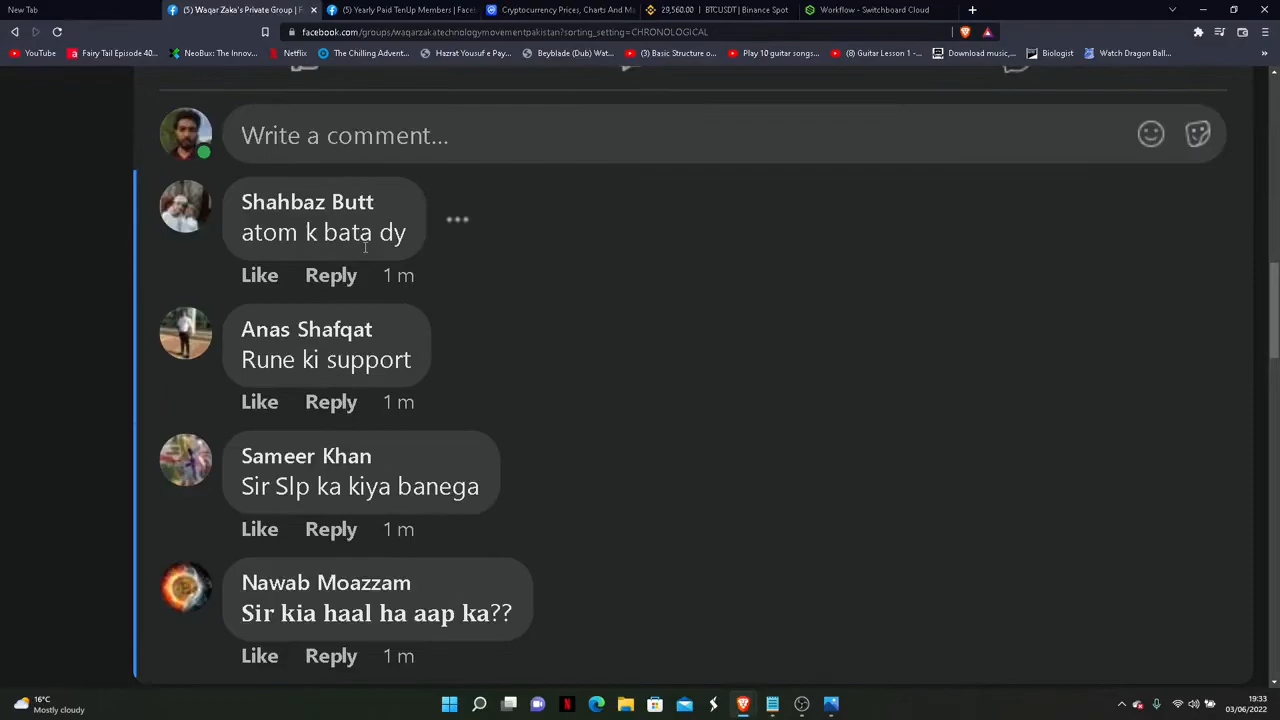 New Tab
(5) Waqar Zaka's Private Group | F
(5) Yearly Paid TenUp Members | Face
Cryptocurrency Prices, Charts And M
29,560.00 | BTCUSDT | Binance Spot
Workflow - Switchboard Cloud
facebook.com/groups/waqarzakatechnologymovementpakistan?sorting_setting=CHRONOLOGICAL
YouTube
Fairy Tail Episode 40...
NeoBux: The Innov...
Netflix
The Chilling Advent...
Hazrat Yousuf e Pay...
Beyblade (Dub) Wat...
(3) Basic Structure o...
Play 10 guitar songs...
(8) Guitar Lesson 1 -...
Download music,...
Biologist
Watch Dragon Ball...
Write a comment...
Shahbaz Butt
atom k bata dy
Like Reply 1 m
Anas Shafqat
Rune ki support
Like Reply 1 m
Sameer Khan
Sir Slp ka kiya banega
Like Reply 1 m
Nawab Moazzam
Sir kia haal ha aap ka??
Like Reply 1 m
16°C
Mostly cloudy
19:33
03/06/2022